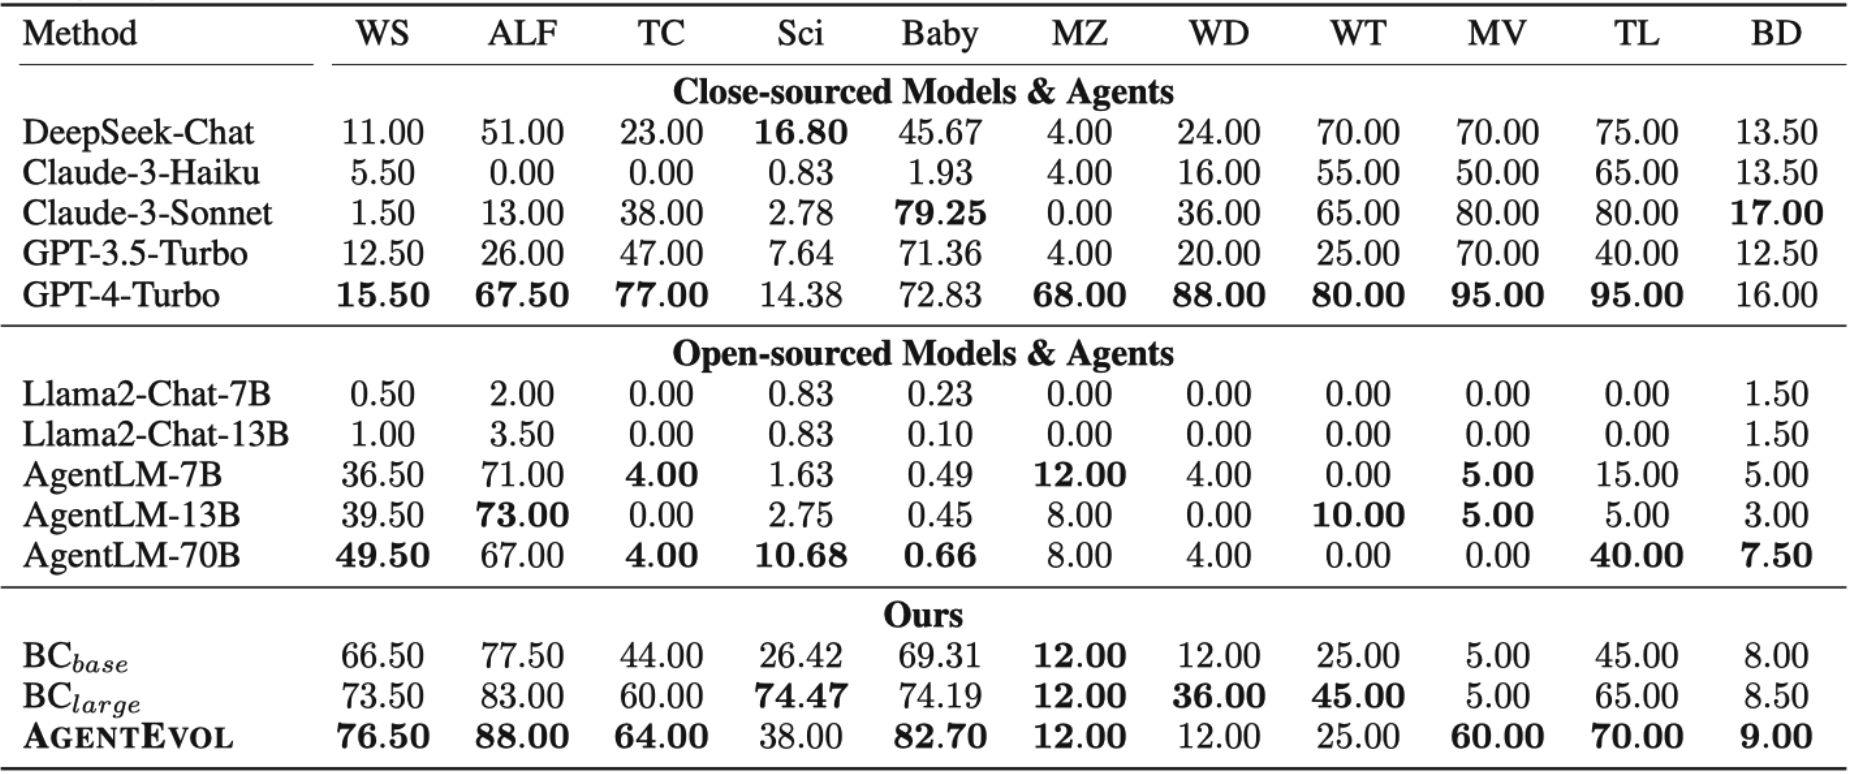 Method WS ALF TC Sci Baby MZ WD WT MV TL BD
Close-sourced Models & Agents
DeepSeek-Chat 11.00 51.00 23.00 16.80 45.67 4.00 24.00 70.00 70.00 75.00 13.50
Claude-3-Haiku 5.50 0.00 0.00 0.83 1.93 4.00 16.00 55.00 50.00 65.00 13.50
Claude-3-Sonnet 1.50 13.00 38.00 2.78 79.25 0.00 36.00 65.00 80.00 80.00 17.00
GPT-3.5-Turbo 12.50 26.00 47.00 7.64 71.36 4.00 20.00 25.00 70.00 40.00 12.50
GPT-4-Turbo 15.50 67.50 77.00 14.38 72.83 68.00 88.00 80.00 95.00 95.00 16.00
Open-sourced Models & Agents
Llama2-Chat-7B 0.50 2.00 0.00 0.83 0.23 0.00 0.00 0.00 0.00 0.00 1.50
Llama2-Chat-13B 1.00 3.50 0.00 0.83 0.10 0.00 0.00 0.00 0.00 0.00 1.50
AgentLM-7B 36.50 71.00 4.00 1.63 0.49 12.00 4.00 0.00 5.00 15.00 5.00
AgentLM-13B 39.50 73.00 0.00 2.75 0.45 8.00 0.00 10.00 5.00 5.00 3.00
AgentLM-70B 49.50 67.00 4.00 10.68 0.66 8.00 4.00 0.00 0.00 40.00 7.50
Ours
BCbase 66.50 77.50 44.00 26.42 69.31 12.00 12.00 25.00 5.00 45.00 8.00
BClarge 73.50 83.00 60.00 74.47 74.19 12.00 36.00 45.00 5.00 65.00 8.50
AGENTEVOL 76.50 88.00 64.00 38.00 82.70 12.00 12.00 25.00 60.00 70.00 9.00